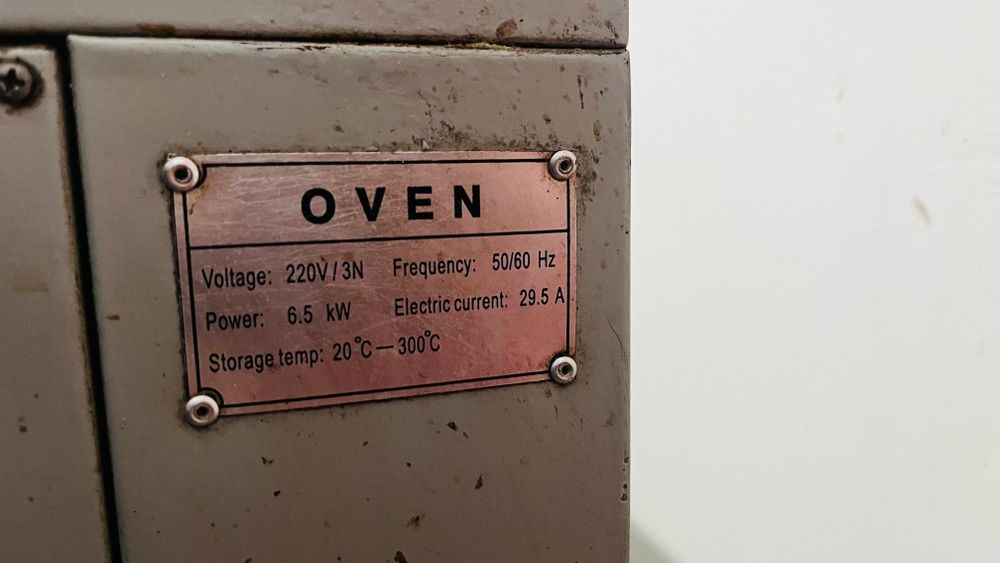 OVEN
Voltage: 220V/3N Frequency: 50/60 Hz
Power: 6.5 kW Electric current: 29.5 A
Storage temp: 20°C—300°C